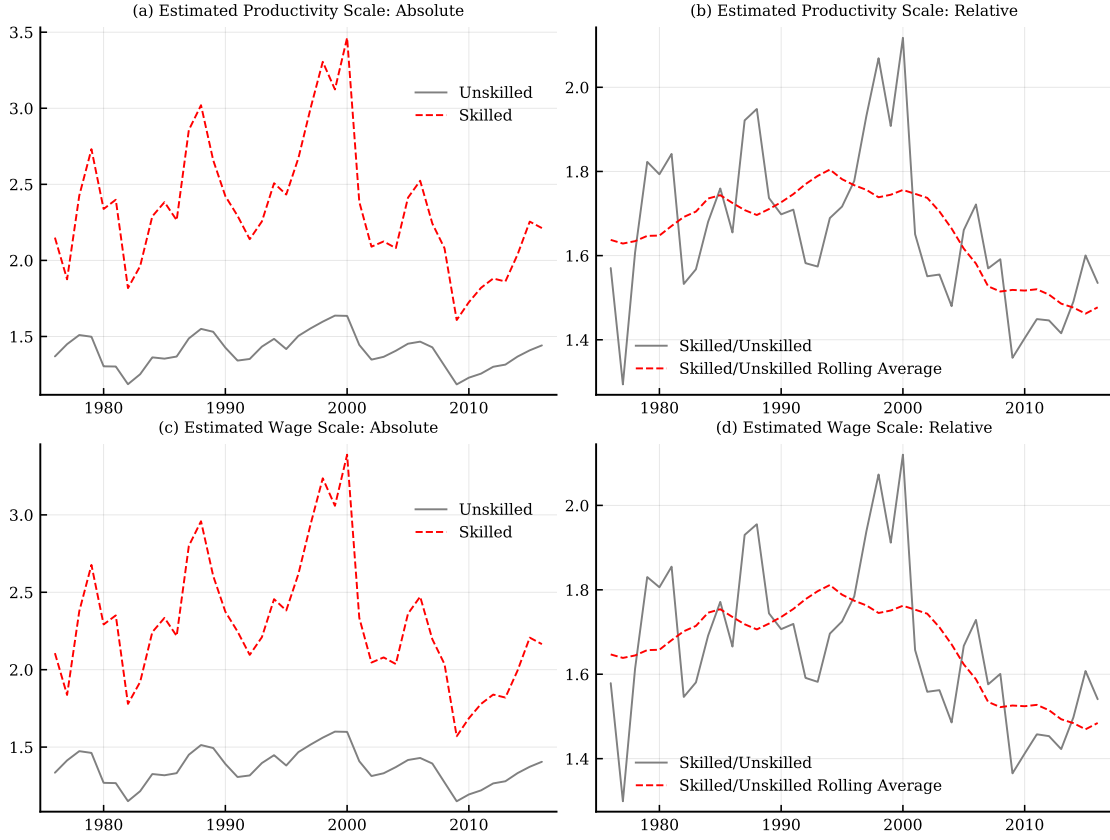 (a) Estimated Productivity Scale: Absolute
3.5
3.0
2.5
2.0
1.5
1980
1990
2000
2010
Unskilled
Skilled
(b) Estimated Productivity Scale: Relative
2.0
1.8
1.6
1.4
1980
1990
2000
2010
Skilled/Unskilled
Skilled/Unskilled Rolling Average
(c) Estimated Wage Scale: Absolute
3.0
2.5
2.0
1.5
1980
1990
2000
2010
Unskilled
Skilled
(d) Estimated Wage Scale: Relative
2.0
1.8
1.6
1.4
1980
1990
2000
2010
Skilled/Unskilled
Skilled/Unskilled Rolling Average